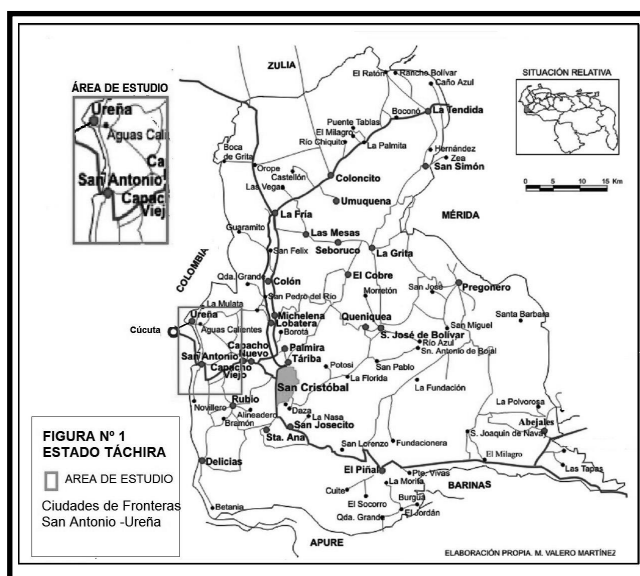 ZULIA
El Ratón
Rancho Bolívar
Caño Azul
ÁREA DE ESTUDIO
Ureña
Aguas Cali
Ca
San Antonio
Capac
Viej
SITUACIÓN RELATIVA
0 5 10 15 Km
Boconó
La Tendida
Puente Tablas
El Milagro
Río Chiquito
La Palmita
Hernández
Zea
San Simón
Boca
de Grita
Orope
Castellón
Coloncito
Las Vega
Umuquena
La Fría
MÉRIDA
Guaramito
Las Mesas
Seboruco
La Grita
San Felix
COLOMBIA
Qda. Grande
Colón
El Cobre
San José
Pregonero
San Pedro del Río
Morretón
La Mulata
Ureña
Michelena
Lobatera
Queniquea
San Miguel
Santa Barbara
Cúcuta
Aguas Calientes
Borotá
S. José de Bolívar
Río Azul
Sn. Antonio de Bojál
Palmira
Capacho
Nuevo
Táriba
San Antonio
Capacho
Viejo
Potosi
San Pablo
San Cristóbal
La Florida
La Fundación
Rubio
Novillero
Alineadero
Bramón
Daza
La Nasa
San Josecito
Sta. Ana
La Polvorosa
Abejales
S. Joaquin de Navay
San Lorenzo
Fundacionera
El Milagro
Las Tapas
Delicias
El Piñal
Pte. Vivas
La Morita
BARINAS
Cuite
El Socorro
Burgua
El Jordán
Qda. Grande
Betania
APURE
FIGURA Nº 1
ESTADO TÁCHIRA
AREA DE ESTUDIO
Ciudades de Fronteras
San Antonio -Ureña
ELABORACIÓN PROPIA. M. VALERO MARTÍNEZ